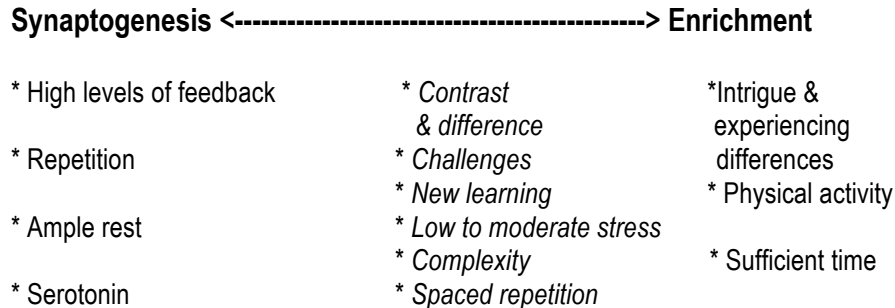 Synaptogenesis <-------------------------------------------------> Enrichment
* High levels of feedback * Contrast *Intrigue &
& difference experiencing
* Repetition * Challenges differences
* New learning * Physical activity
* Ample rest * Low to moderate stress
* Complexity * Sufficient time
* Serotonin * Spaced repetition